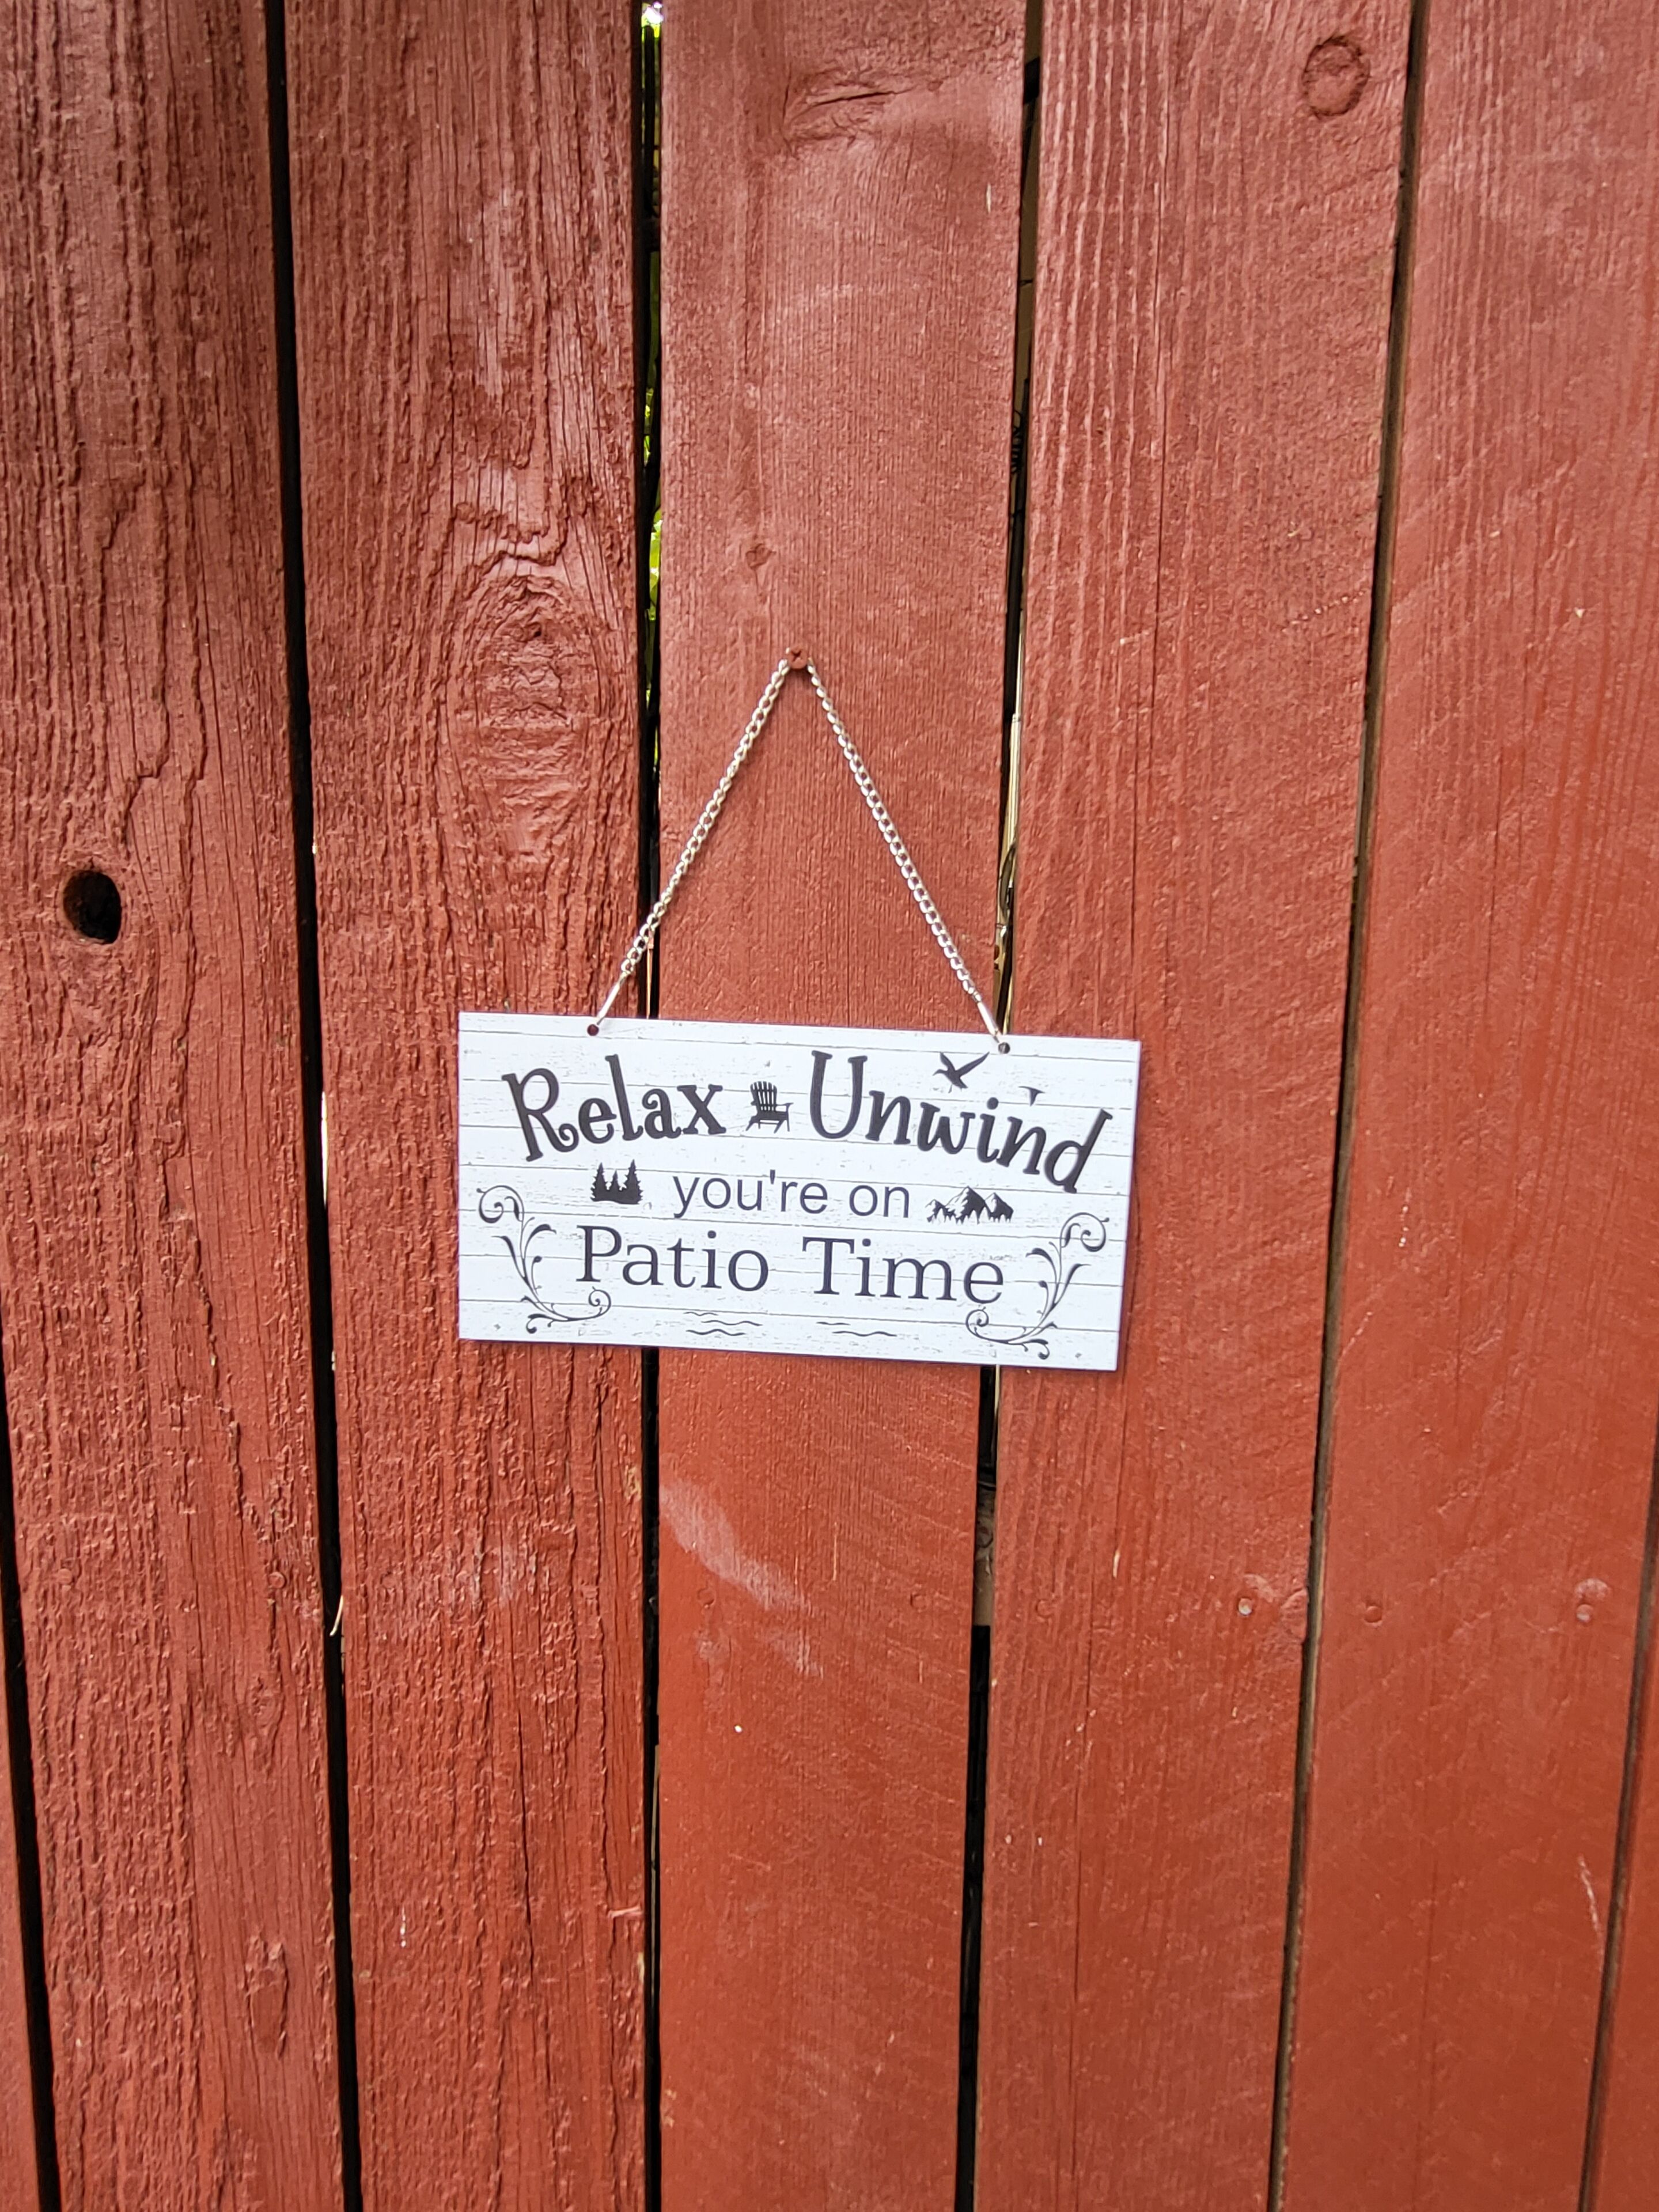 Relax Unwind
you're on
Patio Time